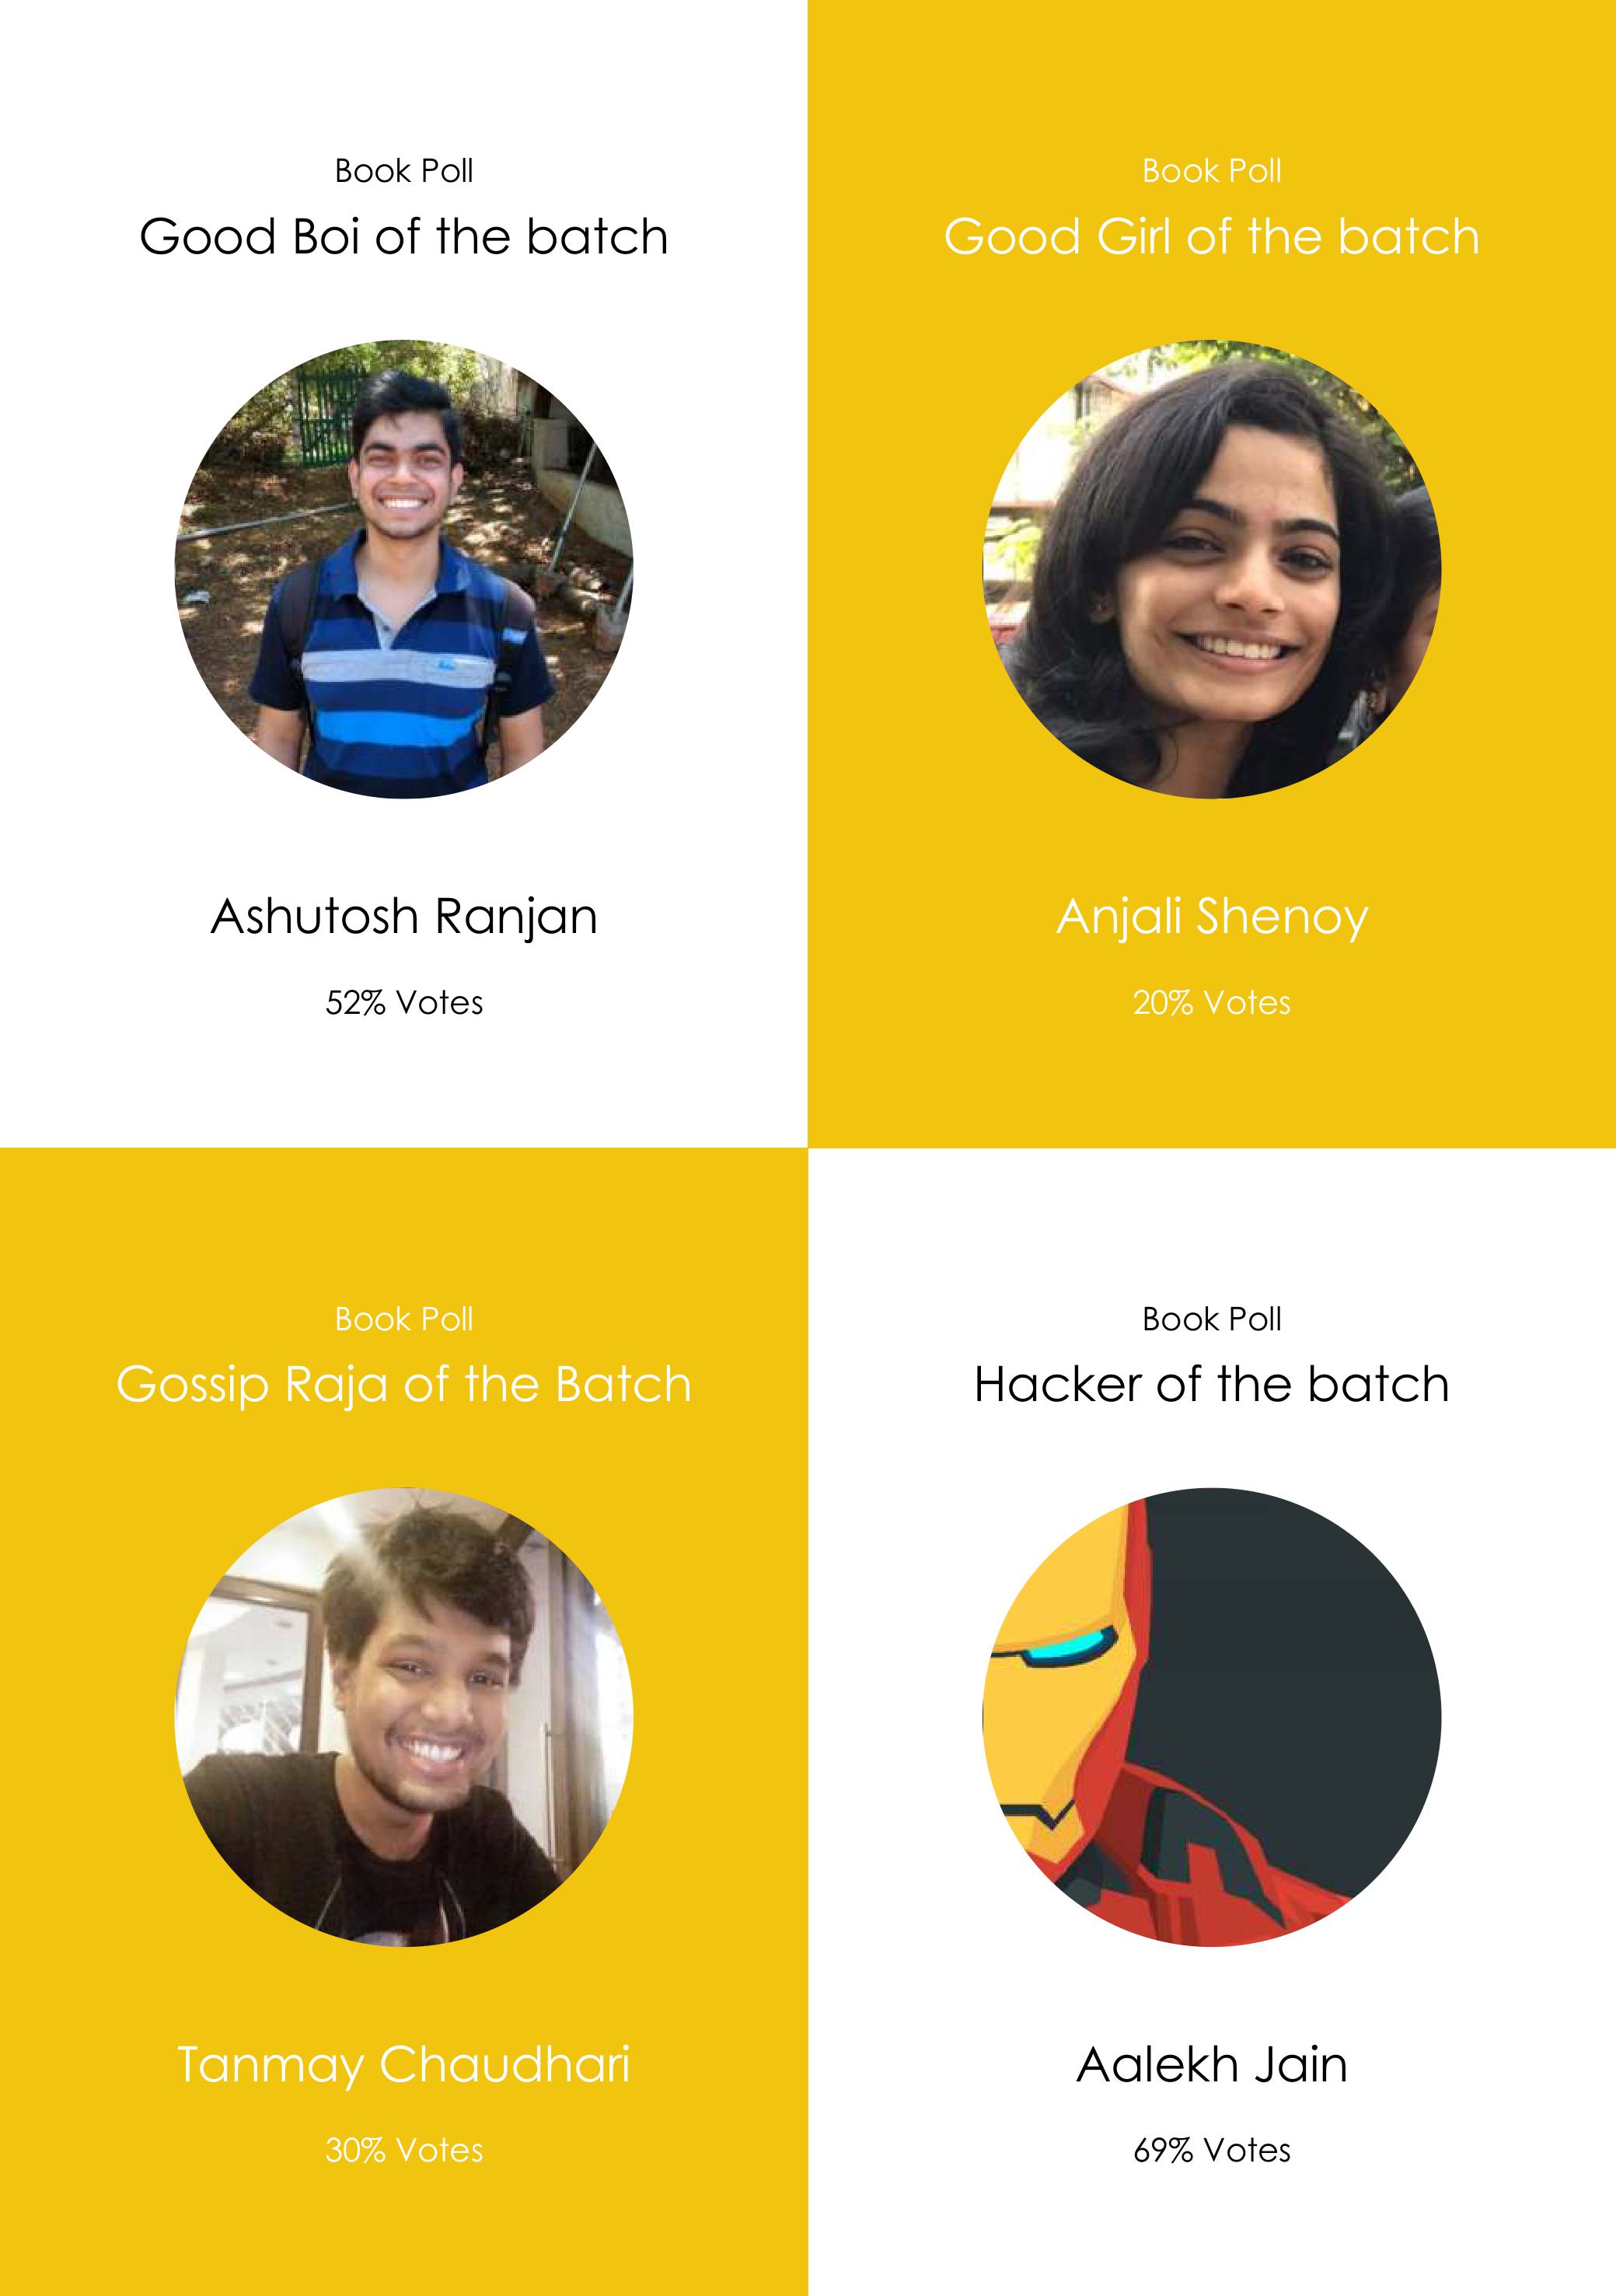 Book Poll
Good Boi of the batch
Ashutosh Ranjan
52% Votes
Book Poll
Good Girl of the batch
Anjali Shenoy
20% Votes
Book Poll
Gossip Raja of the Batch
Tanmay Chaudhari
30% Votes
Book Poll
Hacker of the batch
Aalekh Jain
69% Votes